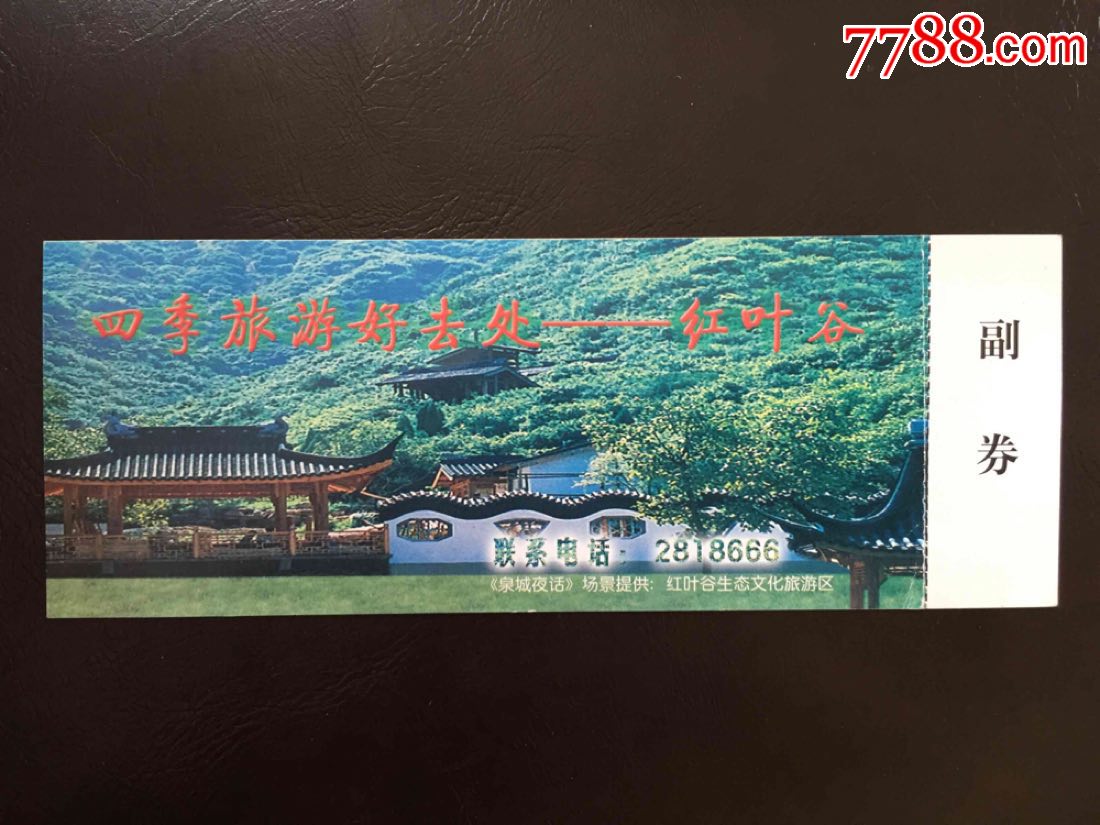 7788.com
四季旅游好去处——红叶谷
联系电话：2818666
《泉城夜话》场景提供：红叶谷生态文化旅游区
副
券